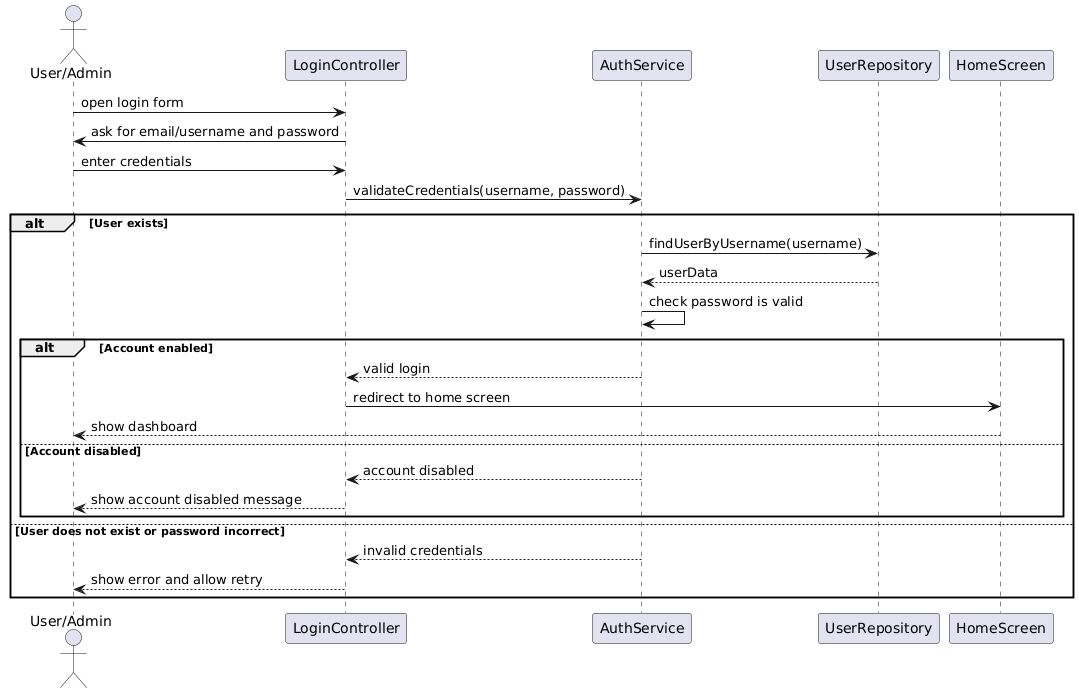 User/Admin
LoginController
AuthService
UserRepository
HomeScreen
open login form
ask for email/username and password
enter credentials
validateCredentials(username, password)
alt [User exists]
findUserByUsername(username)
userData
check password is valid
alt [Account enabled]
valid login
redirect to home screen
show dashboard
[Account disabled]
account disabled
show account disabled message
[User does not exist or password incorrect]
invalid credentials
show error and allow retry
User/Admin
LoginController
AuthService
UserRepository
HomeScreen